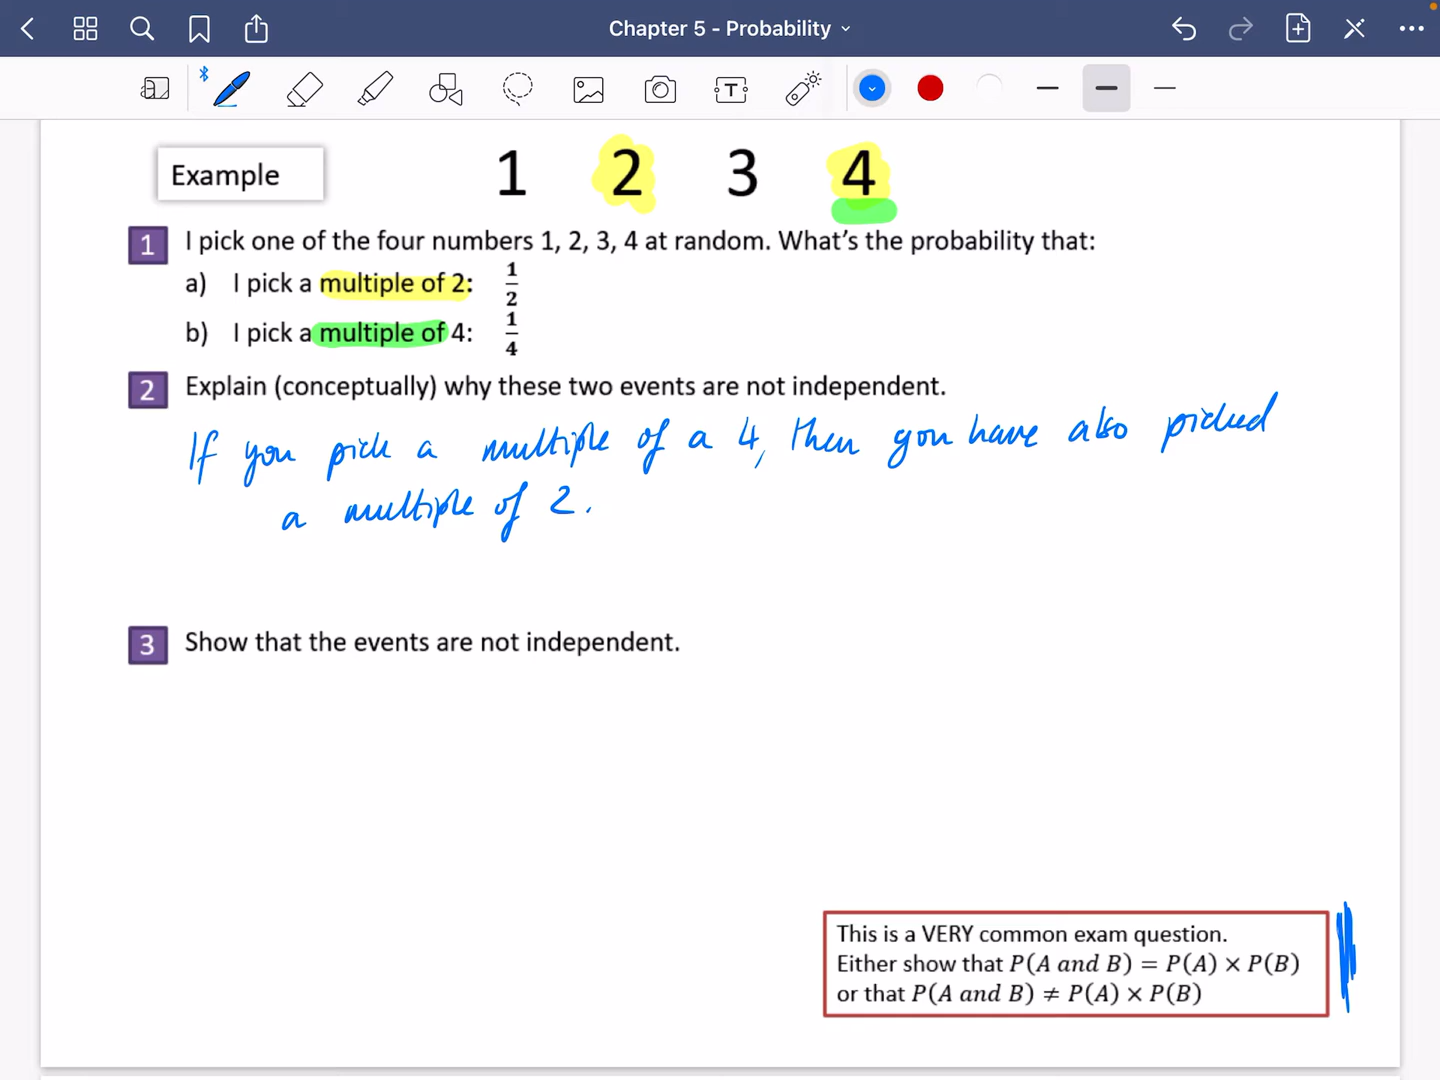 Chapter 5 - Probability
Example
1 2 3 4
1 I pick one of the four numbers 1, 2, 3, 4 at random. What's the probability that:
a) I pick a multiple of 2: 1/2
b) I pick a multiple of 4: 1/4
2 Explain (conceptually) why these two events are not independent.
If you pick a multiple of a 4, then you have also picked
a multiple of 2.
3 Show that the events are not independent.
This is a VERY common exam question.
Either show that P(A and B) = P(A) × P(B)
or that P(A and B) ≠ P(A) × P(B)